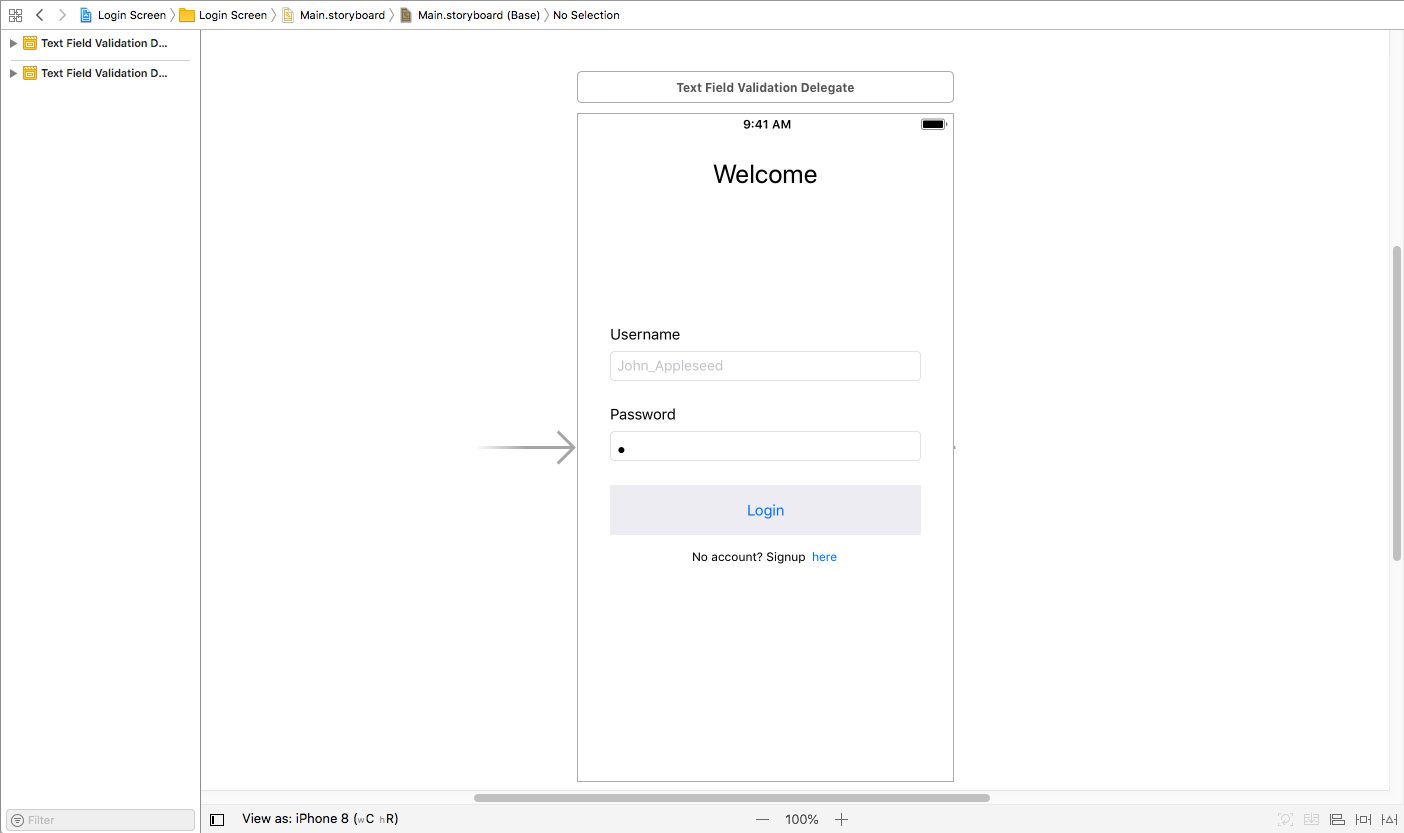 Login Screen Login Screen Main.storyboard Main.storyboard (Base) No Selection
Text Field Validation D...
Text Field Validation D...
Text Field Validation Delegate
9:41 AM
Welcome
Username
John_Appleseed
Password
Login
No account? Signup here
Filter
View as: iPhone 8 (wC hR)
100%